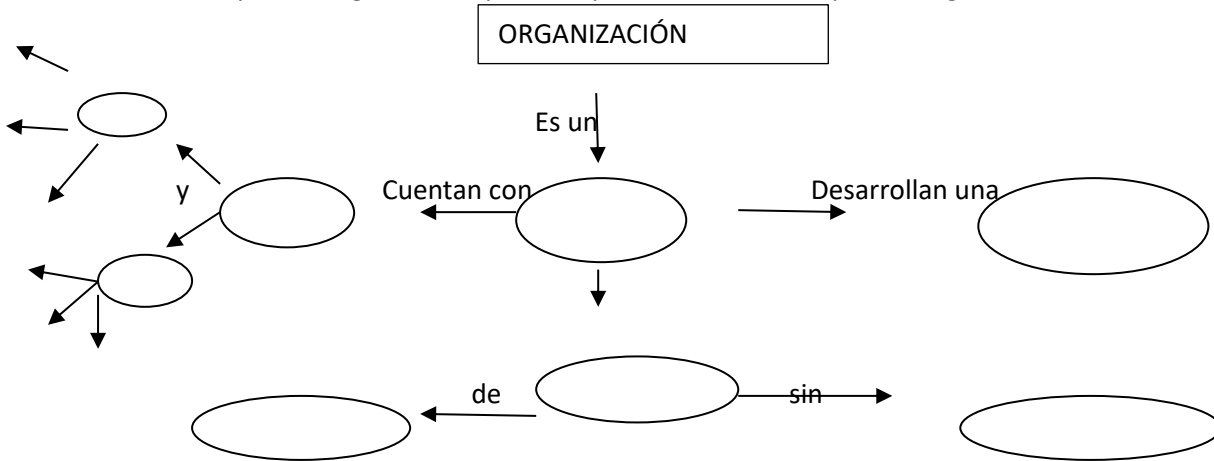 ORGANIZACIÓN
Es un
y
Cuentan con
Desarrollan una
de
sin